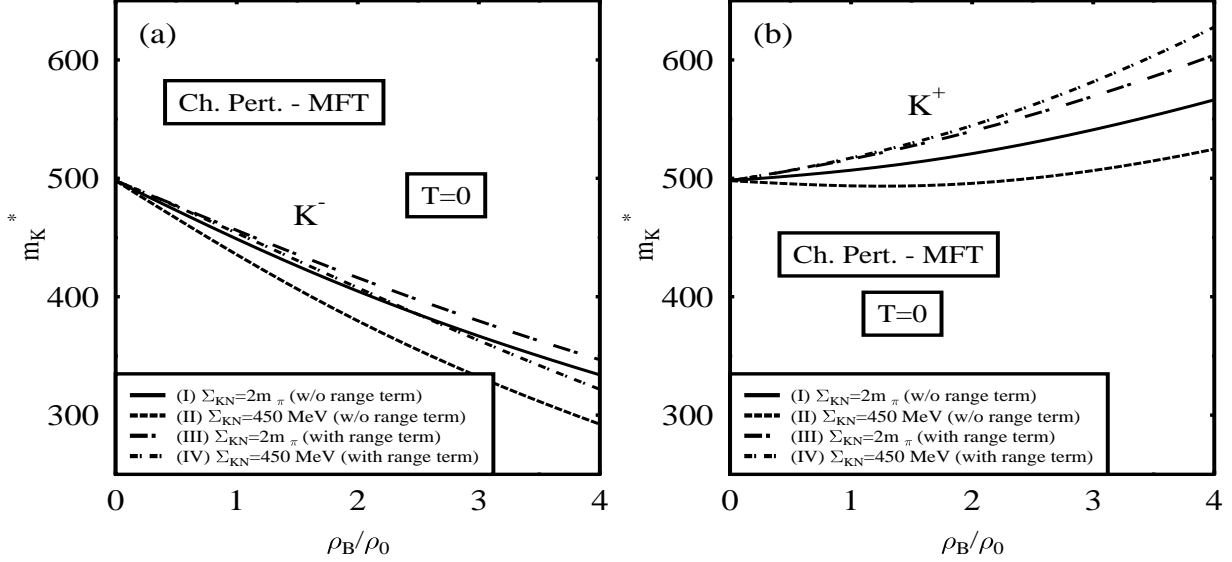 (a)
Ch. Pert. - MFT
T=0
K⁻
600
500
400
300
m_K*
(I) Σ_KN=2m_π (w/o range term)
(II) Σ_KN=450 MeV (w/o range term)
(III) Σ_KN=2m_π (with range term)
(IV) Σ_KN=450 MeV (with range term)
0 1 2 3 4
ρ_B/ρ_0
(b)
K⁺
Ch. Pert. - MFT
T=0
600
500
400
300
m_K*
(I) Σ_KN=2m_π (w/o range term)
(II) Σ_KN=450 MeV (w/o range term)
(III) Σ_KN=2m_π (with range term)
(IV) Σ_KN=450 MeV (with range term)
0 1 2 3 4
ρ_B/ρ_0